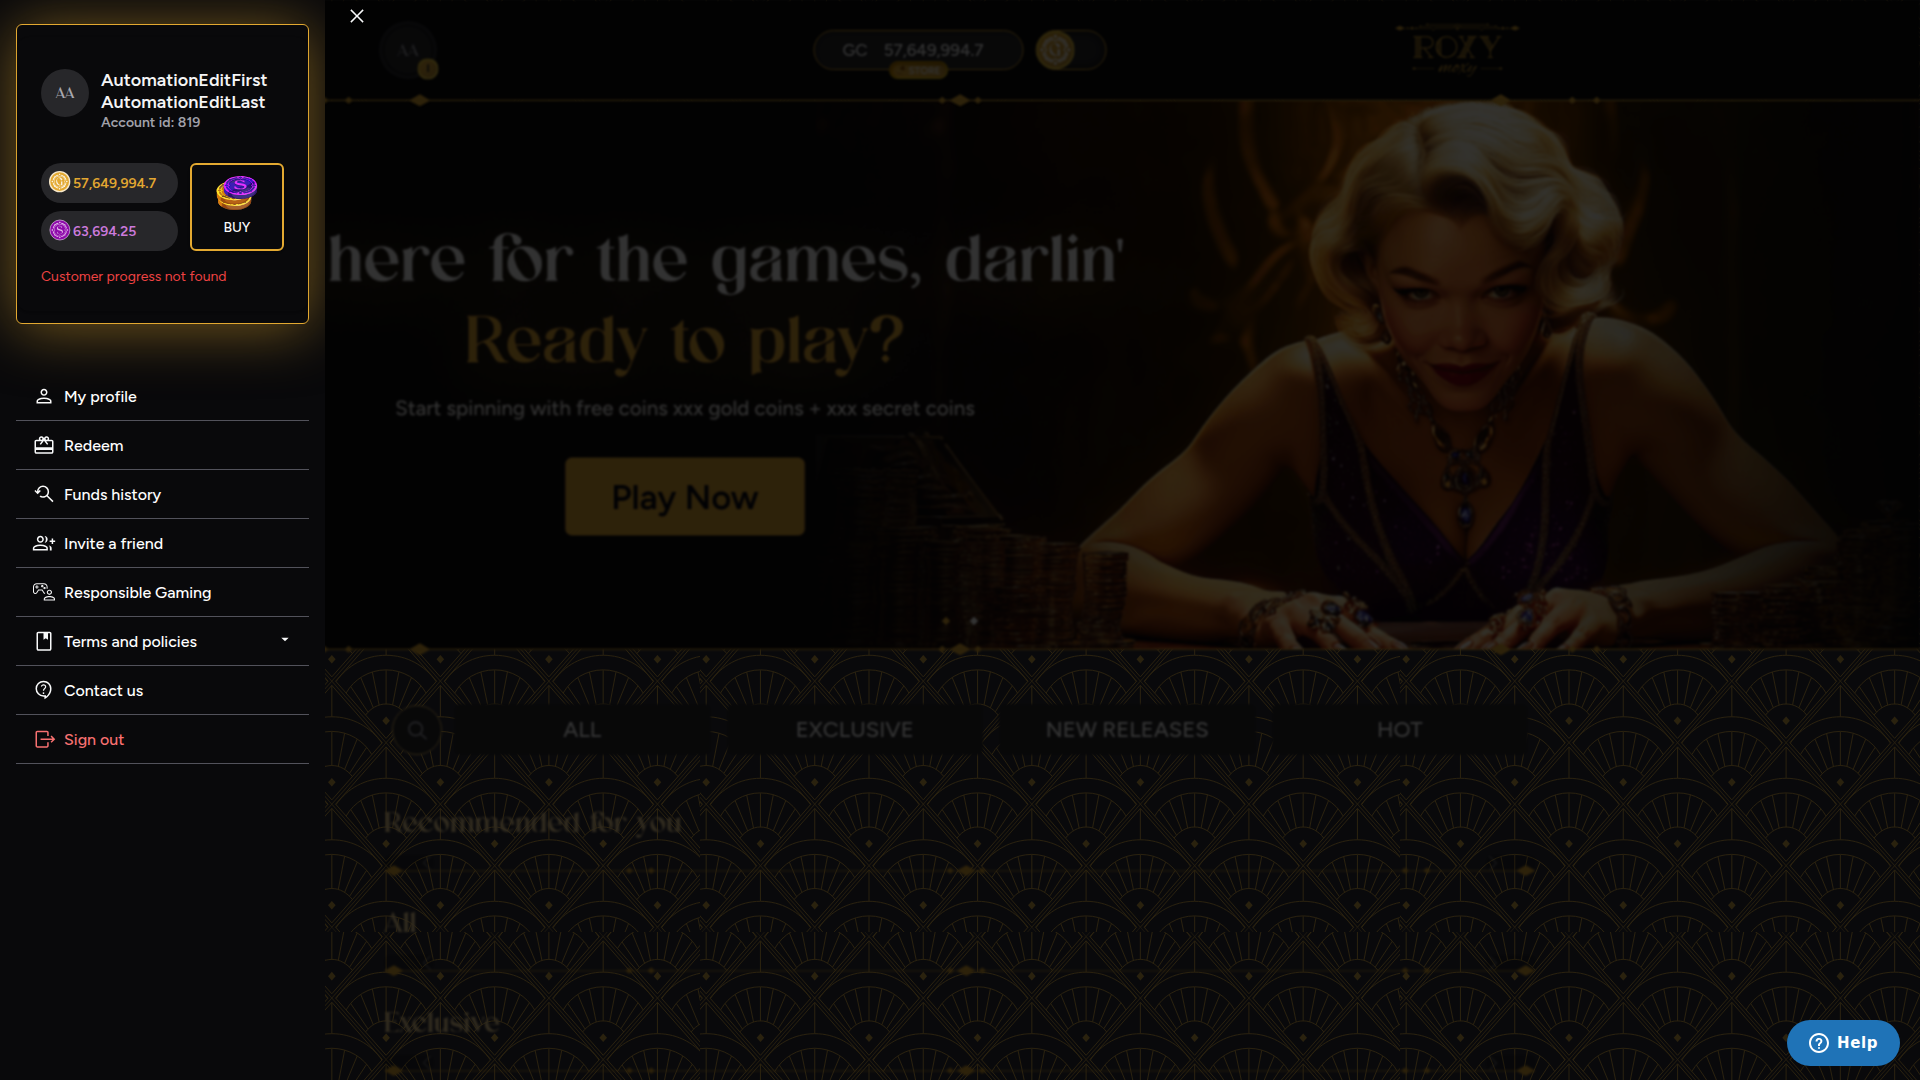 AA
AutomationEditFirst
AutomationEditLast
Account id: 819
57,649,994.7
63,694.25
BUY
Customer progress not found
My profile
Redeem
Funds history
Invite a friend
Responsible Gaming
Terms and policies
Contact us
Sign out
AA
GC 57,649,994.7
ROXY
moxy
here for the games, darlin'
Ready to play?
Start spinning with free coins xxx gold coins + xxx secret coins
Play Now
ALL
EXCLUSIVE
NEW RELEASES
HOT
Recommended for you
All
Exclusive
Help